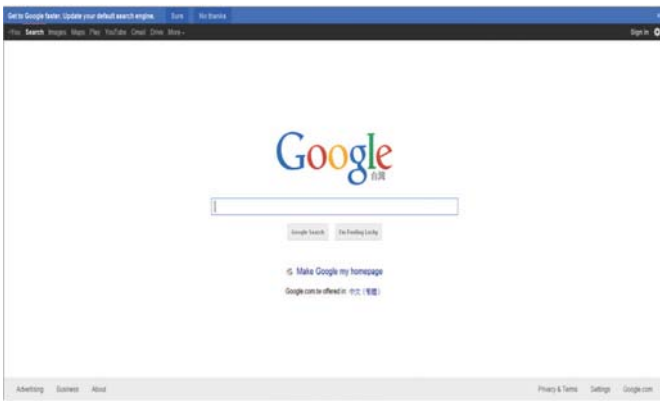 Get to Google faster. Update your default search engine. Sure No thanks
+You Search Images Maps Play YouTube Gmail Drive More
Sign in
Google
台灣
Google Search I'm Feeling Lucky
Make Google my homepage
Google.com.tw offered in: 中文 (繁體)
Advertising Business About
Privacy & Terms Settings Google.com